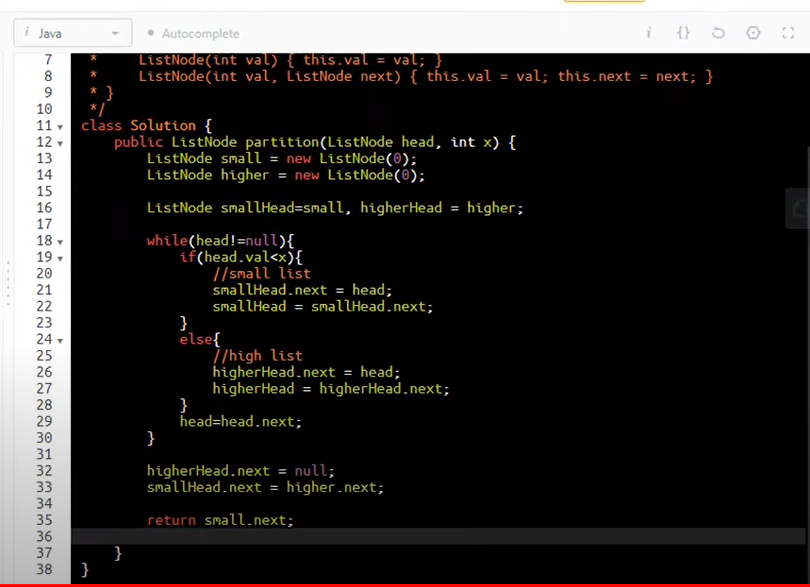 i Java
Autocomplete
i {}
7 *     ListNode(int val) { this.val = val; }
8 *     ListNode(int val, ListNode next) { this.val = val; this.next = next; }
9 * }
10 */
11 class Solution {
12     public ListNode partition(ListNode head, int x) {
13         ListNode small = new ListNode(0);
14         ListNode higher = new ListNode(0);
15
16         ListNode smallHead=small, higherHead = higher;
17
18         while(head!=null){
19             if(head.val<x){
20                 //small list
21                 smallHead.next = head;
22                 smallHead = smallHead.next;
23             }
24             else{
25                 //high list
26                 higherHead.next = head;
27                 higherHead = higherHead.next;
28             }
29             head=head.next;
30         }
31
32         higherHead.next = null;
33         smallHead.next = higher.next;
34
35         return small.next;
36
37     }
38 }